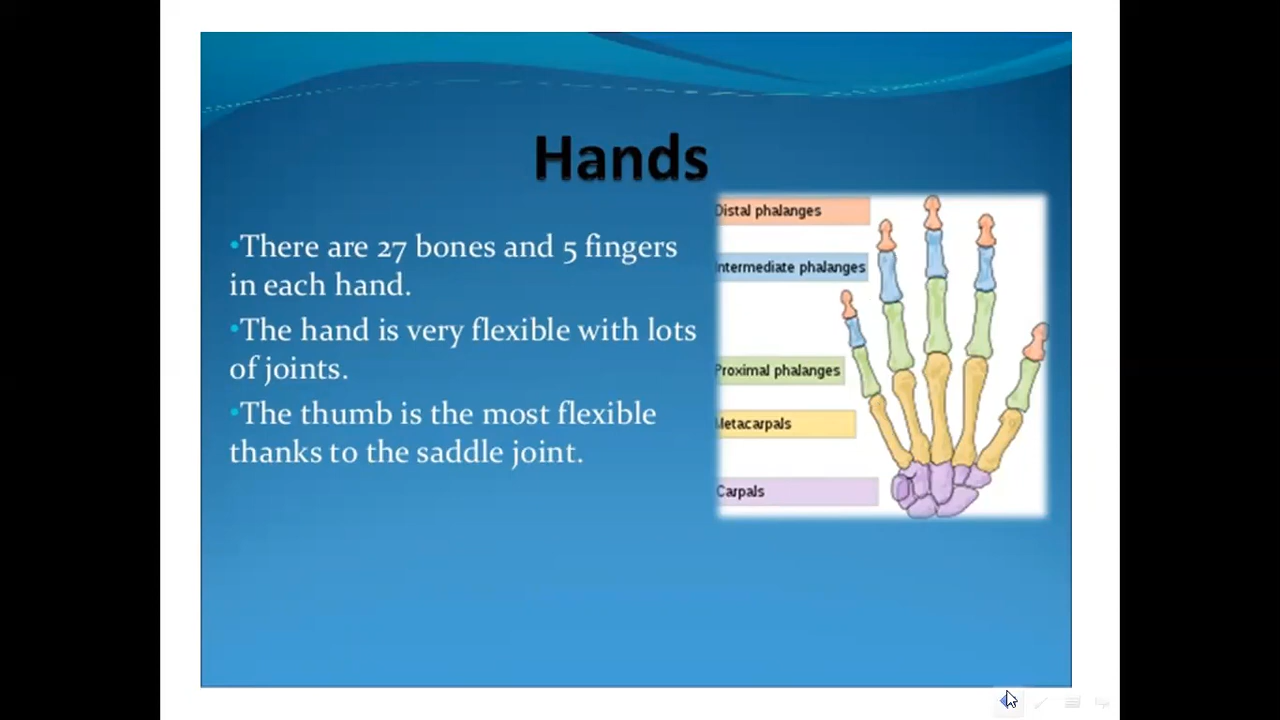 Hands
•There are 27 bones and 5 fingers
in each hand.
•The hand is very flexible with lots
of joints.
•The thumb is the most flexible
thanks to the saddle joint.
Distal phalanges
Intermediate phalanges
Proximal phalanges
Metacarpals
Carpals